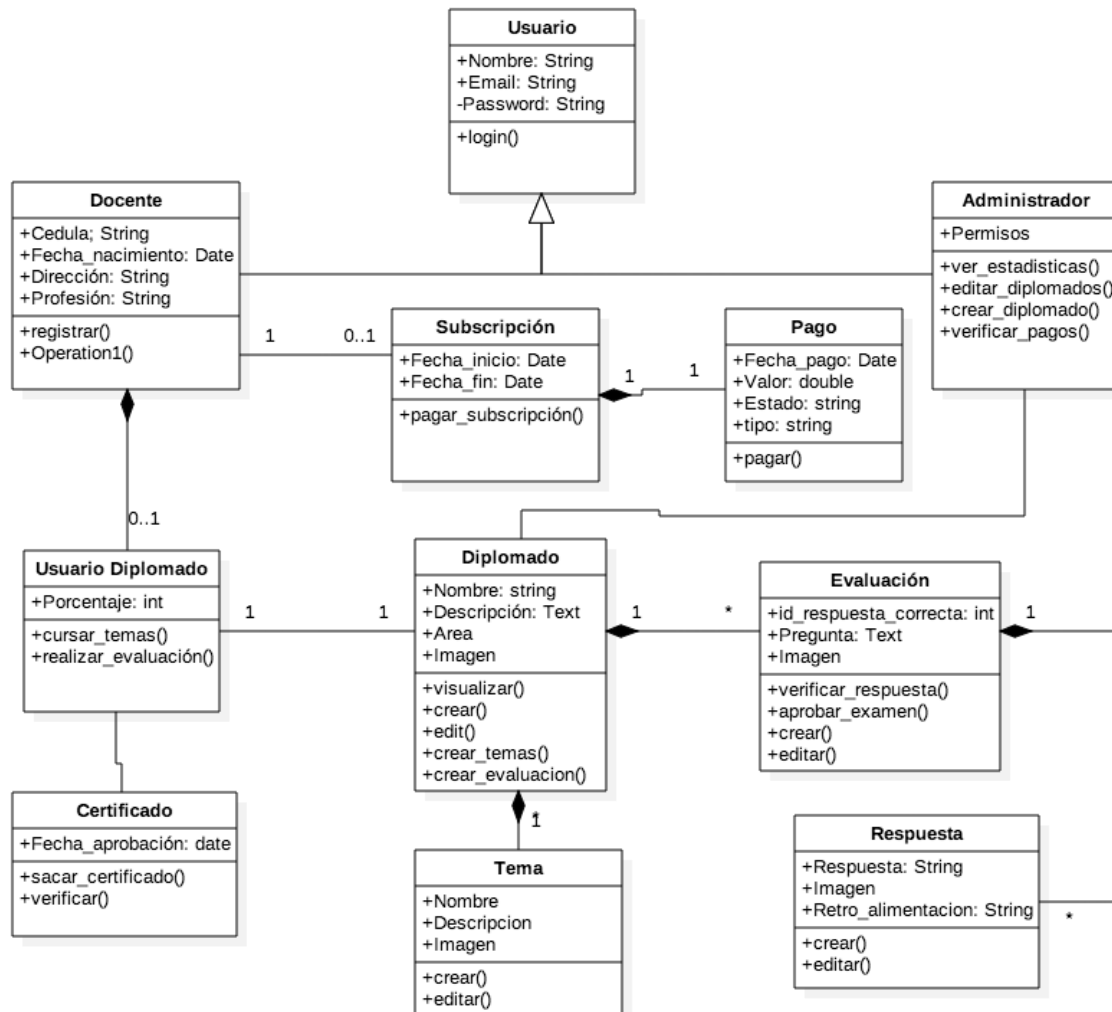 Usuario
+Nombre: String
+Email: String
-Password: String
+login()
Docente
+Cedula; String
+Fecha_nacimiento: Date
+Dirección: String
+Profesión: String
+registrar()
+Operation1()
Administrador
+Permisos
+ver_estadisticas()
+editar_diplomados()
+crear_diplomado()
+verificar_pagos()
1
0..1
Subscripción
+Fecha_inicio: Date
+Fecha_fin: Date
+pagar_subscripción()
1
1
Pago
+Fecha_pago: Date
+Valor: double
+Estado: string
+tipo: string
+pagar()
0..1
Usuario Diplomado
+Porcentaje: int
+cursar_temas()
+realizar_evaluación()
1
1
Diplomado
+Nombre: string
+Descripción: Text
+Area
+Imagen
+visualizar()
+crear()
+edit()
+crear_temas()
+crear_evaluacion()
1
*
Evaluación
+id_respuesta_correcta: int
+Pregunta: Text
+Imagen
+verificar_respuesta()
+aprobar_examen()
+crear()
+editar()
1
Certificado
+Fecha_aprobación: date
+sacar_certificado()
+verificar()
*
1
Tema
+Nombre
+Descripcion
+Imagen
+crear()
+editar()
Respuesta
+Respuesta: String
+Imagen
+Retro_alimentacion: String
+crear()
+editar()
*